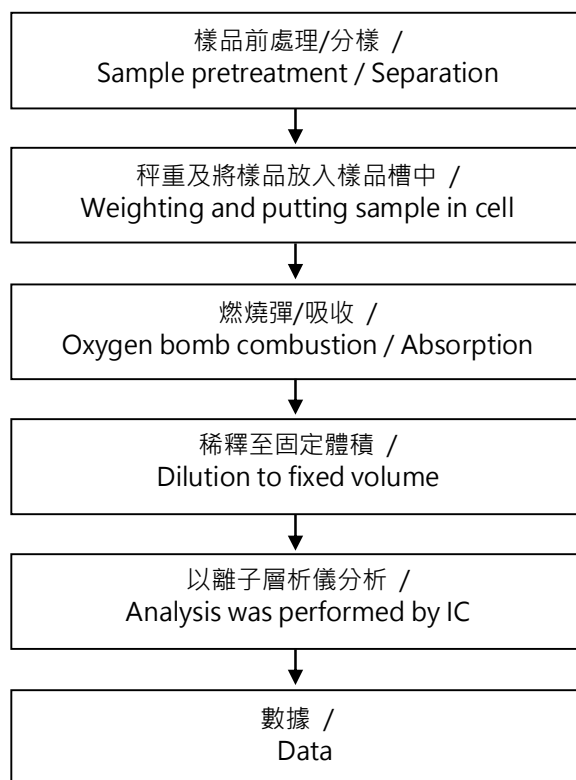 樣品前處理/分樣 /
Sample pretreatment / Separation
秤重及將樣品放入樣品槽中 /
Weighting and putting sample in cell
燃燒彈/吸收 /
Oxygen bomb combustion / Absorption
稀釋至固定體積 /
Dilution to fixed volume
以離子層析儀分析 /
Analysis was performed by IC
數據 /
Data